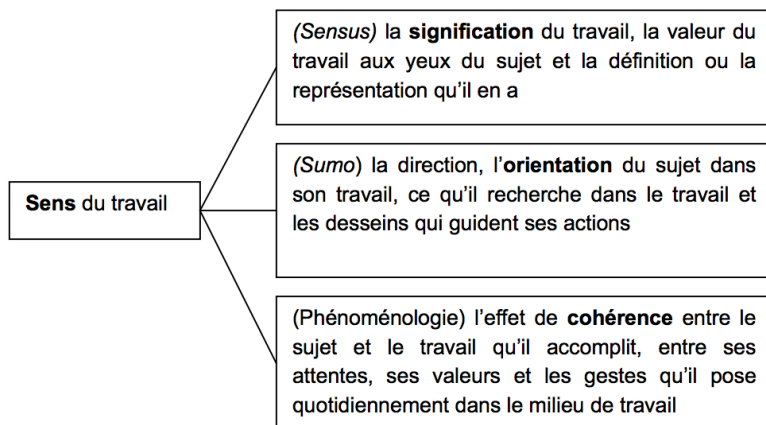 (Sensus) la signification du travail, la valeur du
travail aux yeux du sujet et la définition ou la
représentation qu'il en a
Sens du travail
(Sumo) la direction, l'orientation du sujet dans
son travail, ce qu'il recherche dans le travail et
les desseins qui guident ses actions
(Phénoménologie) l'effet de cohérence entre le
sujet et le travail qu'il accomplit, entre ses
attentes, ses valeurs et les gestes qu'il pose
quotidiennement dans le milieu de travail